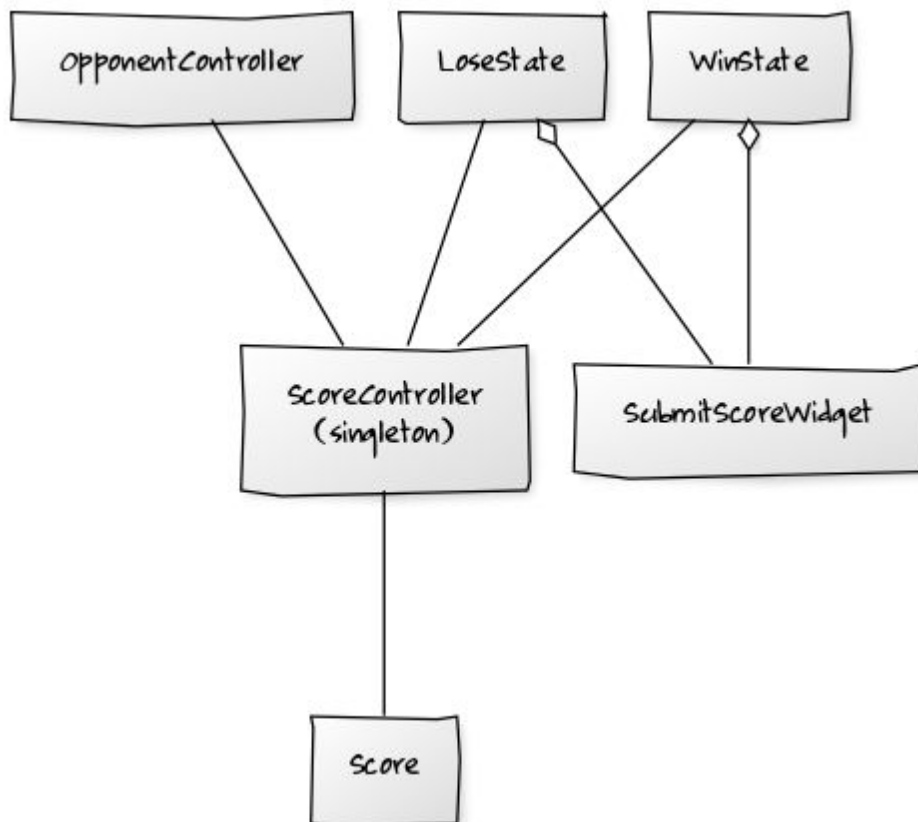 OpponentController
LoseState
WinState
ScoreController
(singleton)
SubmitScoreWidget
Score